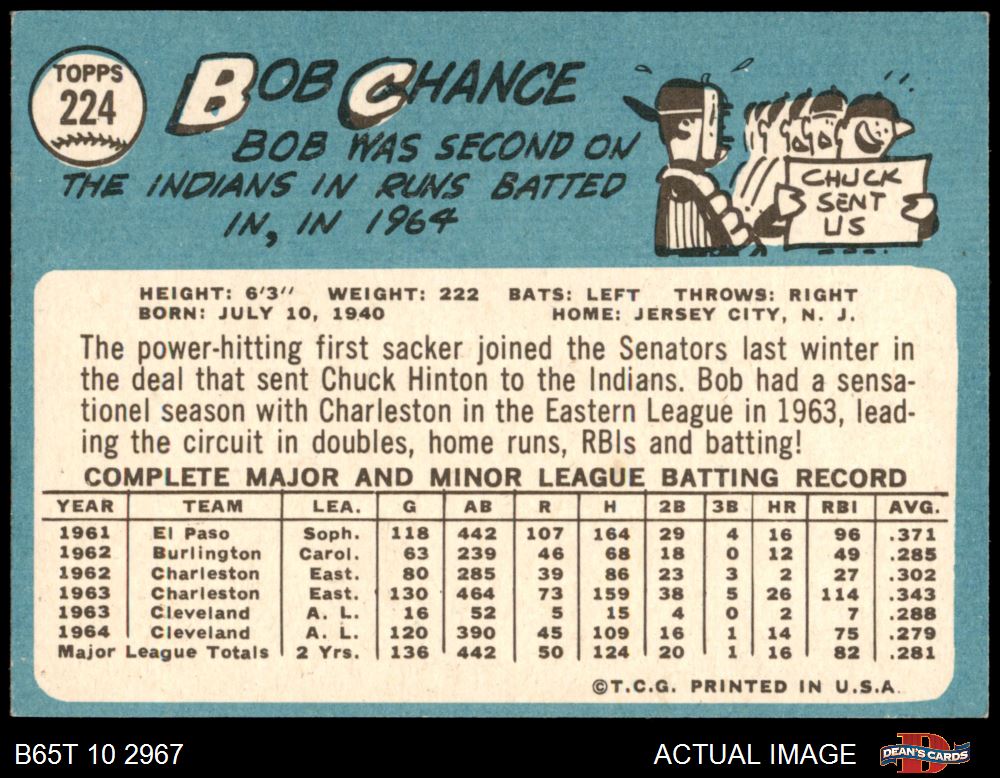 TOPPS
224
BOB CHANCE
BOB WAS SECOND ON
THE INDIANS IN RUNS BATTED
IN, IN 1964
CHUCK
SENT
US
HEIGHT: 6'3" WEIGHT: 222 BATS: LEFT THROWS: RIGHT
BORN: JULY 10, 1940 HOME: JERSEY CITY, N. J.
The power-hitting first sacker joined the Senators last winter in
the deal that sent Chuck Hinton to the Indians. Bob had a sensa-
tionel season with Charleston in the Eastern League in 1963, lead-
ing the circuit in doubles, home runs, RBIs and batting!
COMPLETE MAJOR AND MINOR LEAGUE BATTING RECORD
YEAR TEAM LEA. G AB R H 2B 3B HR RBI AVG.
1961 El Paso Soph. 118 442 107 164 29 4 16 96 .371
1962 Burlington Carol. 63 239 46 68 18 0 12 49 .285
1962 Charleston East. 80 285 39 86 23 3 2 27 .302
1963 Charleston East. 130 464 73 159 38 5 26 114 .343
1963 Cleveland A. L. 16 52 5 15 4 0 2 7 .288
1964 Cleveland A. L. 120 390 45 109 16 1 14 75 .279
Major League Totals 2 Yrs. 136 442 50 124 20 1 16 82 .281
©T.C.G. PRINTED IN U.S.A.
B65T 10 2967
ACTUAL IMAGE
DEAN'S CARDS